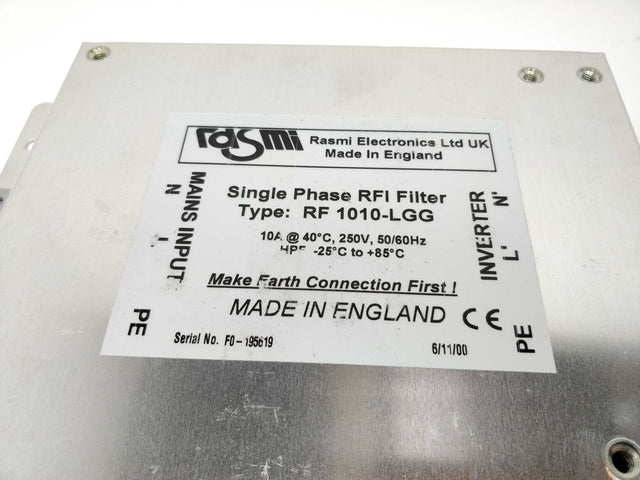 rasmi
Rasmi Electronics Ltd UK
Made In England
Single Phase RFI Filter
Type: RF 1010-LGG
10A @ 40°C, 250V, 50/60Hz
HPF -25°C to +85°C
Make Earth Connection First !
MADE IN ENGLAND CE
Serial No. F0-195619
6/11/00
MAINS INPUT
N
L
PE
INVERTER
N'
L'
PE